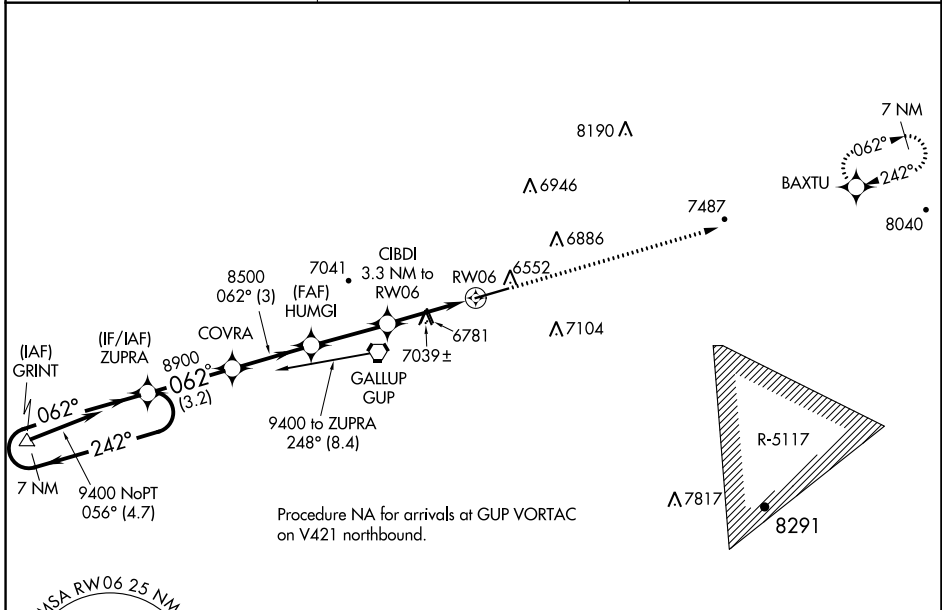 8190
7 NM
062°
242°
BAXTU
8040
6946
7487
6886
CIBDI
3.3 NM to
RW06
RW06
6552
7041
8500
062° (3)
(FAF)
HUMGI
COVRA
6781
7039±
7104
(IF/IAF)
ZUPRA
8900
062°
(3.2)
(IAF)
GRINT
062°
242°
GALLUP
GUP
9400 to ZUPRA
248° (8.4)
7 NM
9400 NoPT
056° (4.7)
R-5117
7817
8291
Procedure NA for arrivals at GUP VORTAC
on V421 northbound.
MSA RW06 25 NM